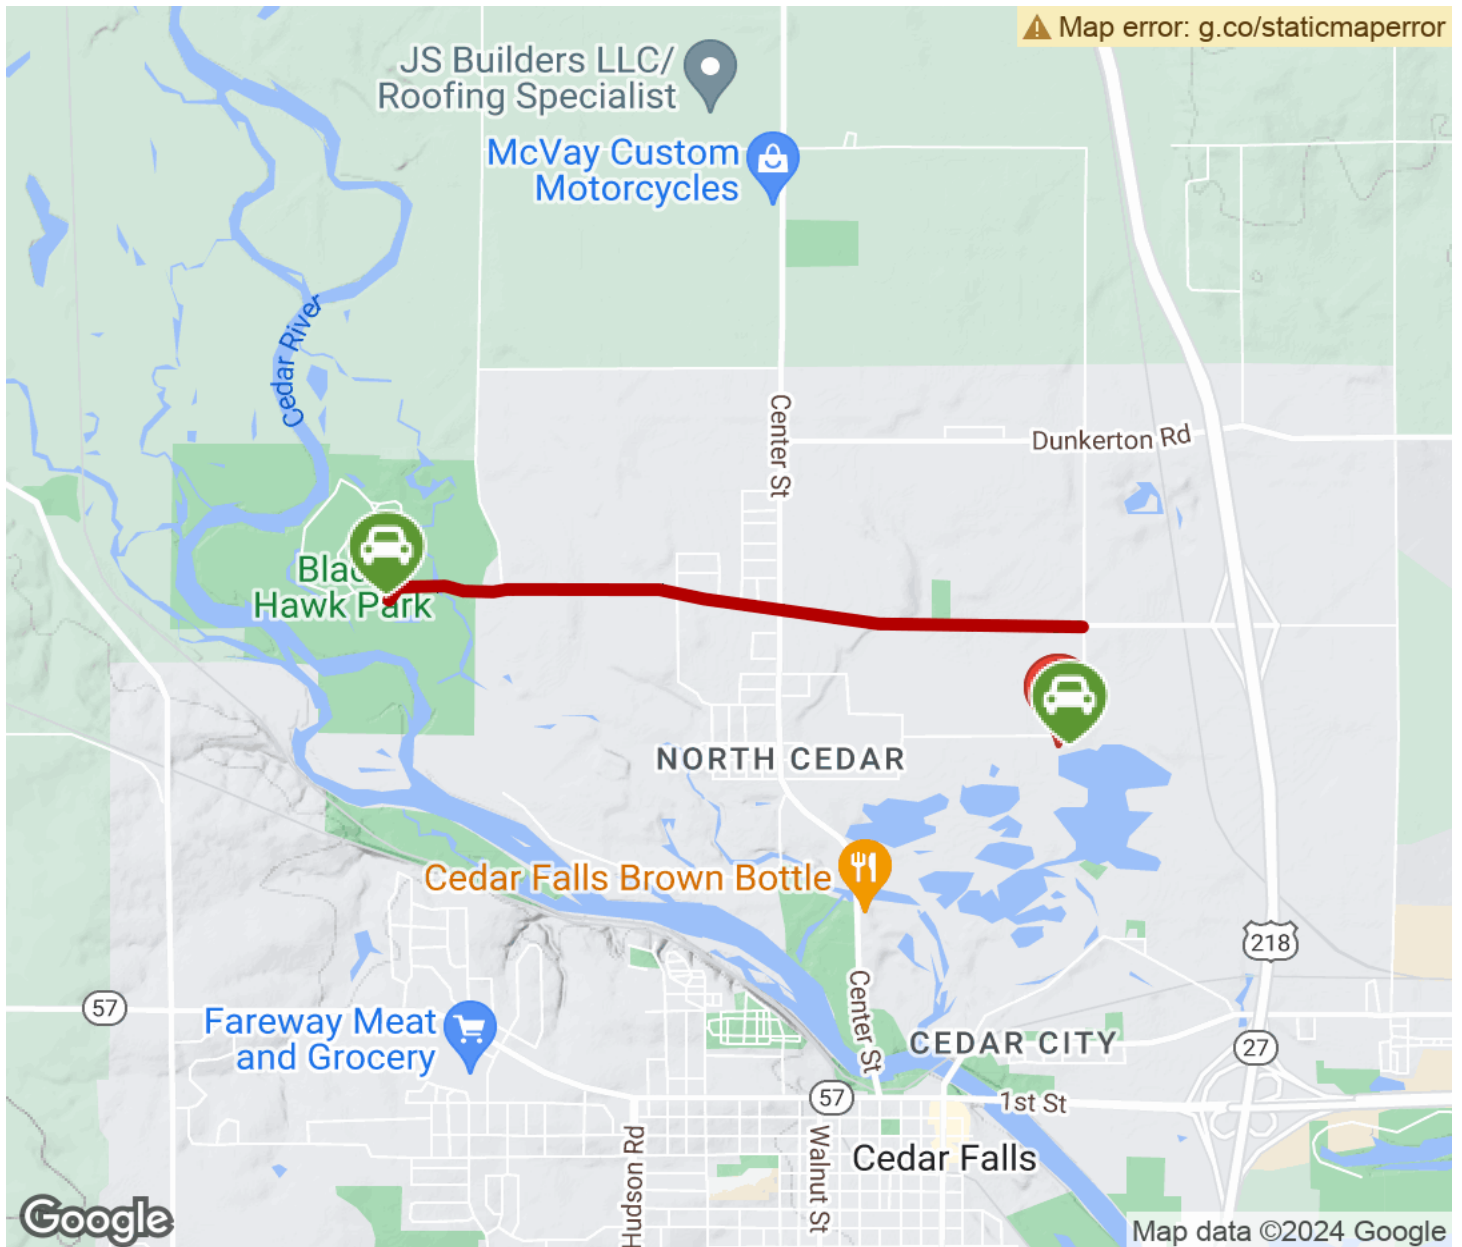 Map error: g.co/staticmaperror
JS Builders LLC/
Roofing Specialist
McVay Custom
Motorcycles
Cedar River
Center St
Dunkerton Rd
Hawk Park
NORTH CEDAR
Cedar Falls Brown Bottle
218
57
Fareway Meat
and Grocery
Center St
CEDAR CITY
27
57
1st St
Hudson Rd
Walnut St
Cedar Falls
Google
Map data ©2024 Google